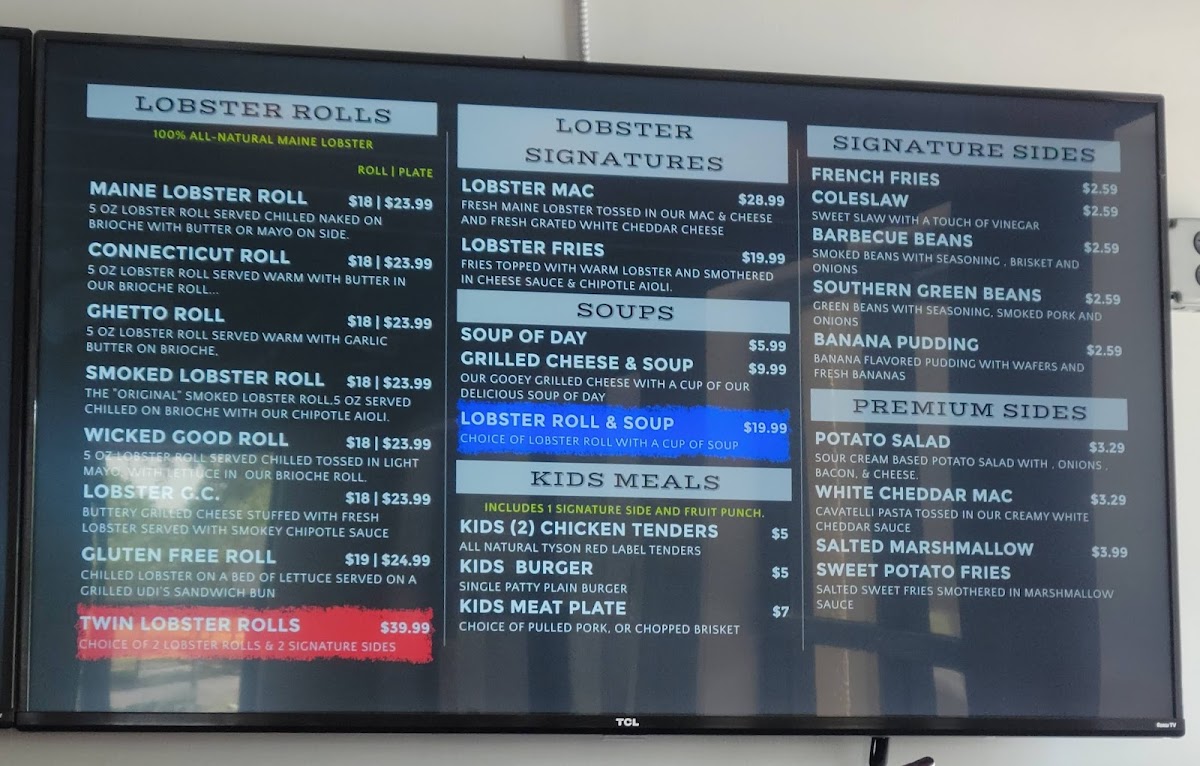 LOBSTER ROLLS
100% ALL-NATURAL MAINE LOBSTER
ROLL | PLATE
MAINE LOBSTER ROLL $18 | $23.99
5 OZ LOBSTER ROLL SERVED CHILLED NAKED ON
BRIOCHE WITH BUTTER OR MAYO ON SIDE.
CONNECTICUT ROLL $18 | $23.99
5 OZ LOBSTER ROLL SERVED WARM WITH BUTTER IN
OUR BRIOCHE ROLL...
GHETTO ROLL $18 | $23.99
5 OZ LOBSTER ROLL SERVED WARM WITH GARLIC
BUTTER ON BRIOCHE,
SMOKED LOBSTER ROLL $18 | $23.99
THE "ORIGINAL" SMOKED LOBSTER ROLL.5 OZ SERVED
CHILLED ON BRIOCHE WITH OUR CHIPOTLE AIOLI.
WICKED GOOD ROLL $18 | $23.99
5 OZ LOBSTER ROLL SERVED CHILLED TOSSED IN LIGHT
MAYO, WITH LETTUCE IN OUR BRIOCHE ROLL.
LOBSTER G.C. $18 | $23.99
BUTTERY GRILLED CHEESE STUFFED WITH FRESH
LOBSTER SERVED WITH SMOKEY CHIPOTLE SAUCE
GLUTEN FREE ROLL $19 | $24.99
CHILLED LOBSTER ON A BED OF LETTUCE SERVED ON A
GRILLED UDI'S SANDWICH BUN
TWIN LOBSTER ROLLS $39.99
CHOICE OF 2 LOBSTER ROLLS & 2 SIGNATURE SIDES
LOBSTER
SIGNATURES
LOBSTER MAC $28.99
FRESH MAINE LOBSTER TOSSED IN OUR MAC & CHEESE
AND FRESH GRATED WHITE CHEDDAR CHEESE
LOBSTER FRIES $19.99
FRIES TOPPED WITH WARM LOBSTER AND SMOTHERED
IN CHEESE SAUCE & CHIPOTLE AIOLI.
SOUPS
SOUP OF DAY $5.99
GRILLED CHEESE & SOUP $9.99
OUR GOOEY GRILLED CHEESE WITH A CUP OF OUR
DELICIOUS SOUP OF DAY
LOBSTER ROLL & SOUP $19.99
CHOICE OF LOBSTER ROLL WITH A CUP OF SOUP
KIDS MEALS
INCLUDES 1 SIGNATURE SIDE AND FRUIT PUNCH.
KIDS (2) CHICKEN TENDERS $5
ALL NATURAL TYSON RED LABEL TENDERS
KIDS BURGER $5
SINGLE PATTY PLAIN BURGER
KIDS MEAT PLATE $7
CHOICE OF PULLED PORK, OR CHOPPED BRISKET
SIGNATURE SIDES
FRENCH FRIES $2.59
COLESLAW $2.59
SWEET SLAW WITH A TOUCH OF VINEGAR
BARBECUE BEANS $2.59
SMOKED BEANS WITH SEASONING , BRISKET AND
ONIONS
SOUTHERN GREEN BEANS $2.59
GREEN BEANS WITH SEASONING, SMOKED PORK AND
ONIONS
BANANA PUDDING $2.59
BANANA FLAVORED PUDDING WITH WAFERS AND
FRESH BANANAS
PREMIUM SIDES
POTATO SALAD $3.29
SOUR CREAM BASED POTATO SALAD WITH , ONIONS ,
BACON, & CHEESE.
WHITE CHEDDAR MAC $3.29
CAVATELLI PASTA TOSSED IN OUR CREAMY WHITE
CHEDDAR SAUCE
SALTED MARSHMALLOW $3.99
SWEET POTATO FRIES
SALTED SWEET FRIES SMOTHERED IN MARSHMALLOW
SAUCE
TCL
Roku TV